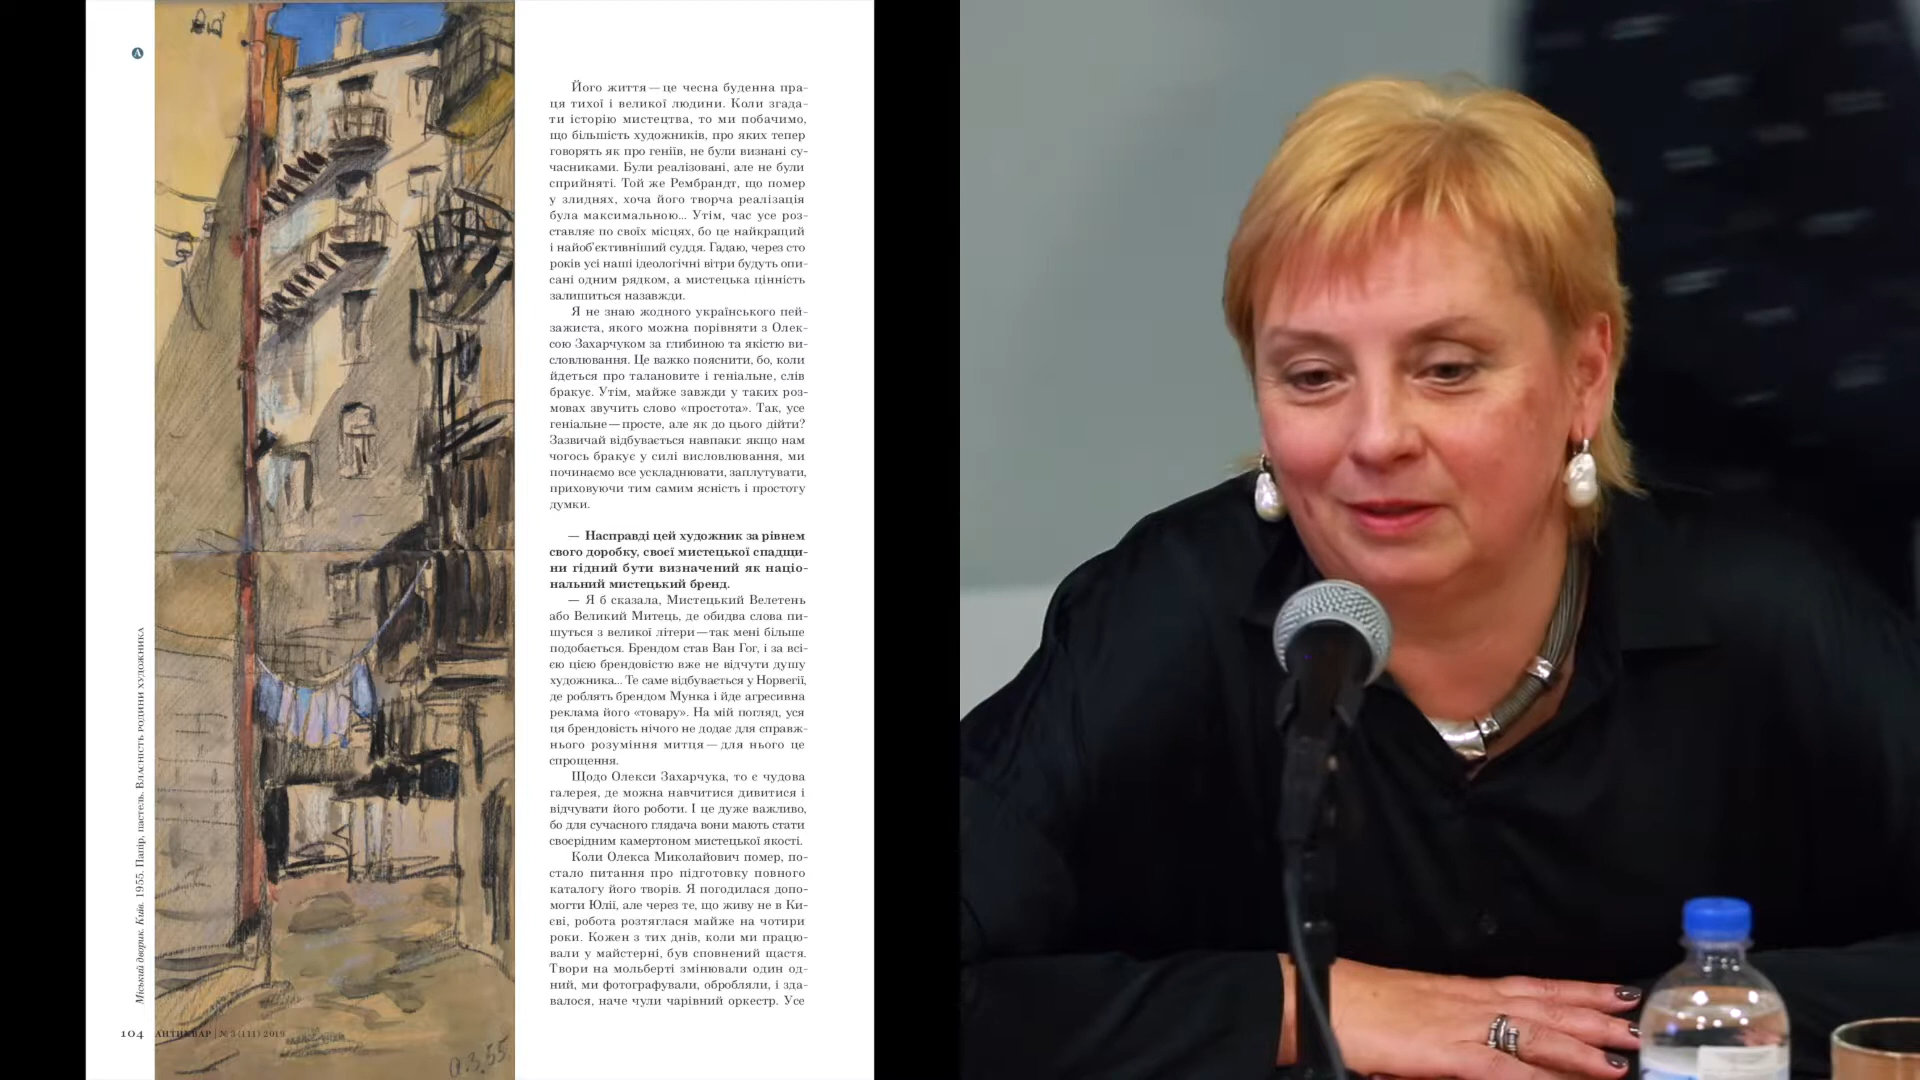 А
Його життя — це чесна буденна пра-
ця тихої і великої людини. Коли згада-
ти історію мистецтва, то ми побачимо,
що більшість художників, про яких тепер
говорять як про геніїв, не були визнані су-
часниками. Були реалізовані, але не були
сприйняті. Той же Рембрандт, що помер
у злиднях, хоча його творча реалізація
була максимальною... Утім, час усе роз-
ставляє по своїх місцях, бо це найкращий
і найоб'єктивніший суддя. Гадаю, через сто
років усі наші ідеологічні вітри будуть опи-
сані одним рядком, а мистецька цінність
залишиться назавжди.
Я не знаю жодного українського пей-
зажиста, якого можна порівняти з Олек-
сою Захарчуком за глибиною та якістю ви-
словлювання. Це важко пояснити, бо, коли
йдеться про талановите і геніальне, слів
бракує. Утім, майже завжди у таких роз-
мовах звучить слово «простота». Так, усе
геніальне — просте, але як до цього дійти?
Зазвичай відбувається навпаки: якщо нам
чогось бракує у силі висловлювання, ми
починаємо все ускладнювати, заплутувати,
приховуючи тим самим ясність і простоту
думки.
— Насправді цей художник за рівнем
свого доробку, своєї мистецької спадщи-
ни гідний бути визначений як націо-
нальний мистецький бренд.
— Я б сказала, Мистецький Велетень
або Великий Митець, де обидва слова пи-
шуться з великої літери — так мені більше
подобається. Брендом став Ван Гог, і за всі-
єю цією брендовістю вже не відчути душу
художника... Те саме відбувається у Норвегії,
де роблять брендом Мунка і йде агресивна
реклама його «товару». На мій погляд, уся
ця брендовість нічого не додає для справж-
нього розуміння митця — для нього це
спрощення.
Щодо Олекси Захарчука, то є чудова
галерея, де можна навчитися дивитися і
відчувати його роботи. І це дуже важливо,
бо для сучасного глядача вони мають стати
своєрідним камертоном мистецької якості.
Коли Олекса Миколайович помер, по-
стало питання про підготовку повного
каталогу його творів. Я погодилася допо-
могти Юлії, але через те, що живу не в Ки-
єві, робота розтяглася майже на чотири
роки. Кожен з тих днів, коли ми працю-
вали у майстерні, був сповнений щастя.
Твори на мольберті змінювали один од-
ний, ми фотографували, обробляли, і зда-
валося, наче чули чарівний оркестр. Усе
Міський дворик. Київ. 1955. Папір, пастель. Власність родини художника
104 АНТИКВАР | № 3 (111) 2019
О.З.55